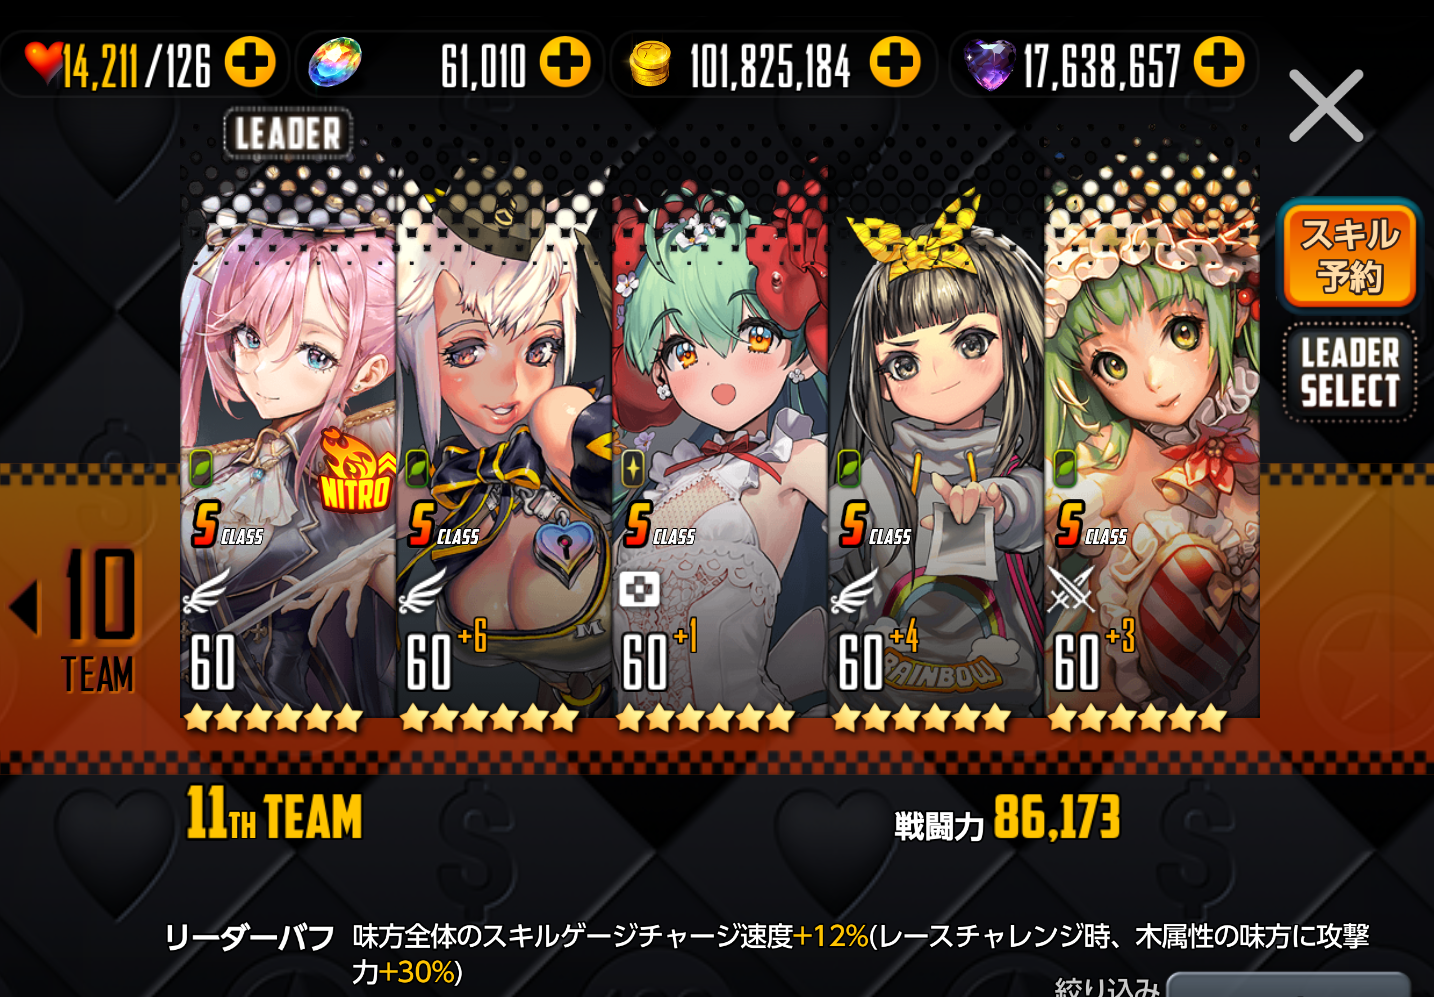 14,211/126
61,010
101,825,184
17,638,657
LEADER
スキル
予約
LEADER
SELECT
NITRO
S CLASS
S CLASS
S CLASS
S CLASS
S CLASS
10
TEAM
60
60+6
60+1
60+4
60+3
M
RAINBOW
11TH TEAM
戦闘力 86,173
リーダーバフ 味方全体のスキルゲージチャージ速度+12%(レースチャレンジ時、木属性の味方に攻撃
力+30%)
絞り込み